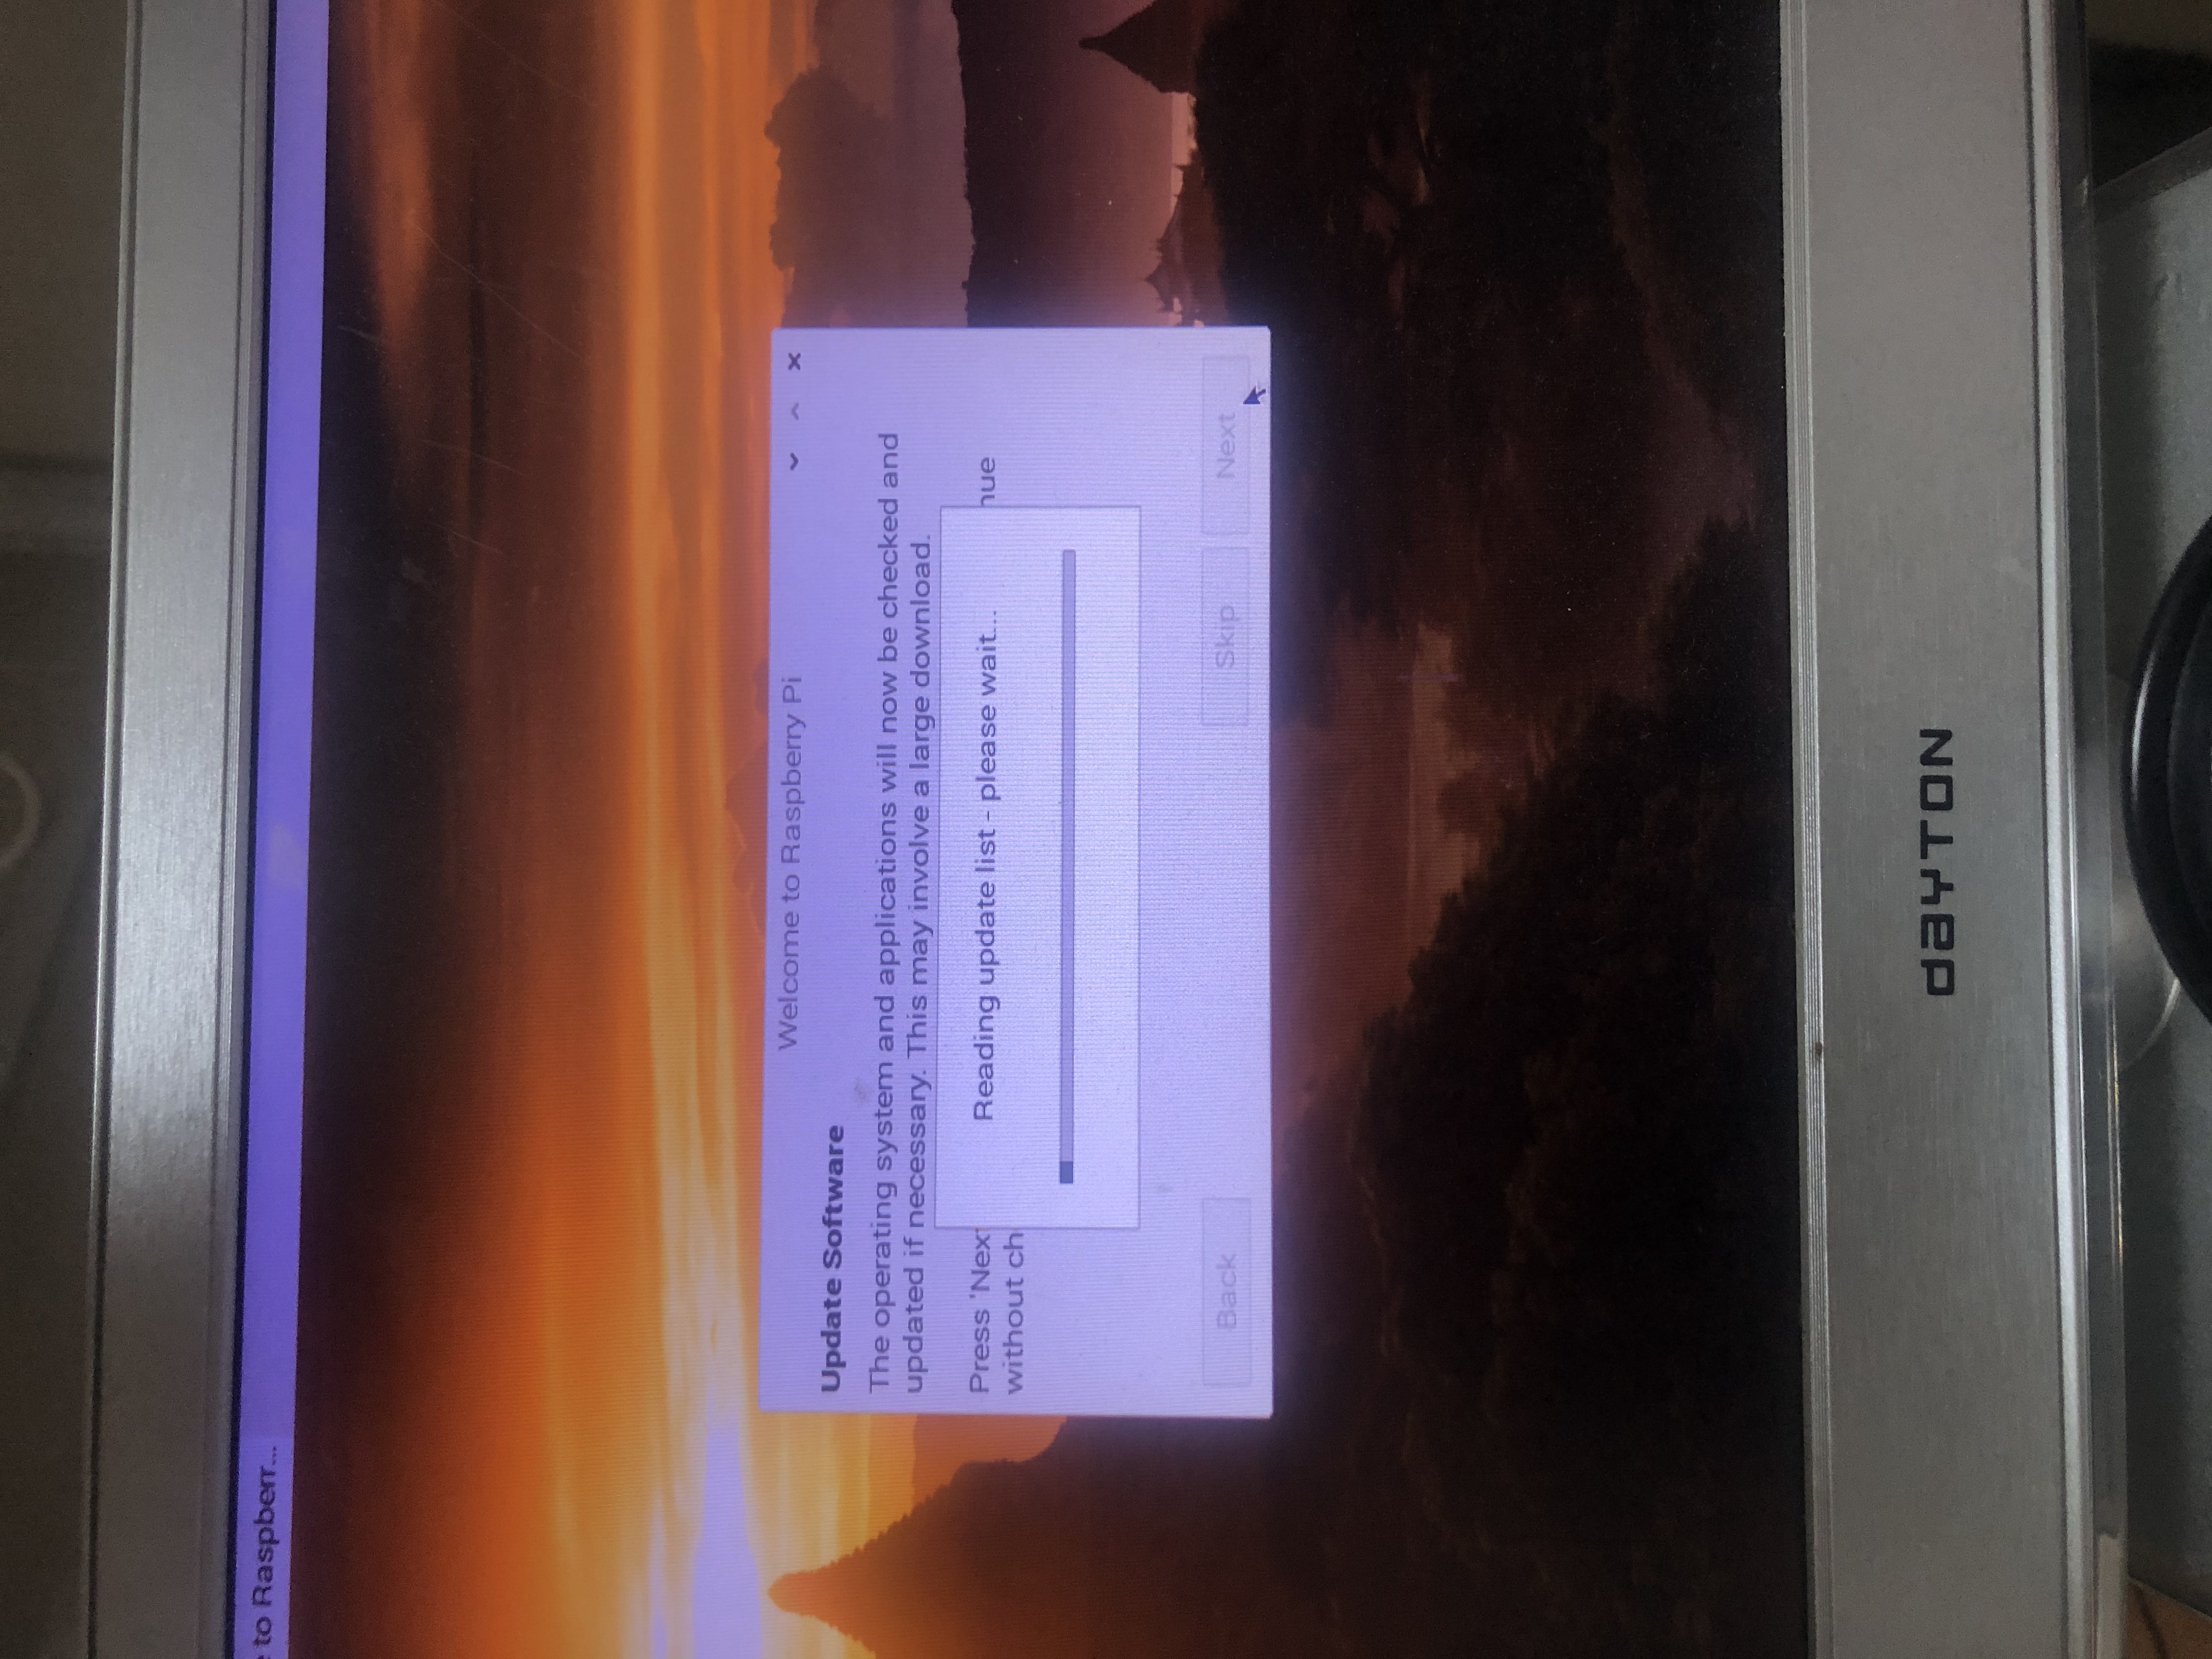 to Raspberr...
Welcome to Raspberry Pi
Update Software
The operating system and applications will now be checked and
updated if necessary. This may involve a large download.
Press 'Nex
Reading update list - please wait...
nue
without ch
Back
Skip
Next
dayTON